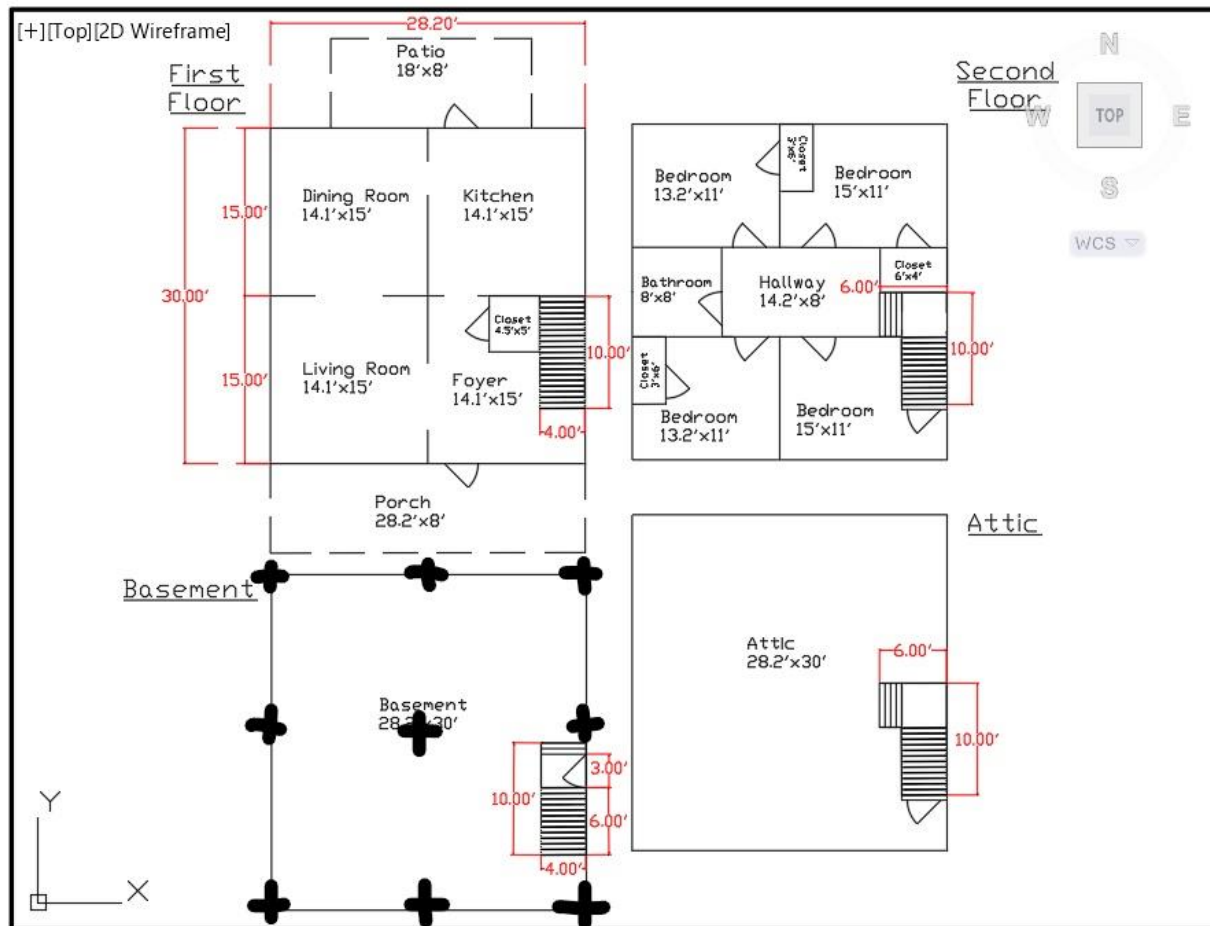 [+][Top][2D Wireframe]
28.20'
Patio
18'x8'
First
Floor
Dining Room
14.1'x15'
Kitchen
14.1'x15'
15.00'
30.00'
15.00'
Closet
4.5'x5'
Living Room
14.1'x15'
Foyer
14.1'x15'
10.00'
4.00'
Porch
28.2'x8'
Second
Floor
N
W
TOP
E
S
WCS
Bedroom
13.2'x11'
Closet
3'x6'
Bedroom
15'x11'
Bathroom
8'x8'
Hallway
14.2'x8'
Closet
6'x4'
6.00'
10.00'
Closet
3'x6'
Bedroom
13.2'x11'
Bedroom
15'x11'
Basement
Basement
28.2'x30'
10.00'
3.00'
6.00'
4.00'
Attic
Attic
28.2'x30'
6.00'
10.00'
Y
X